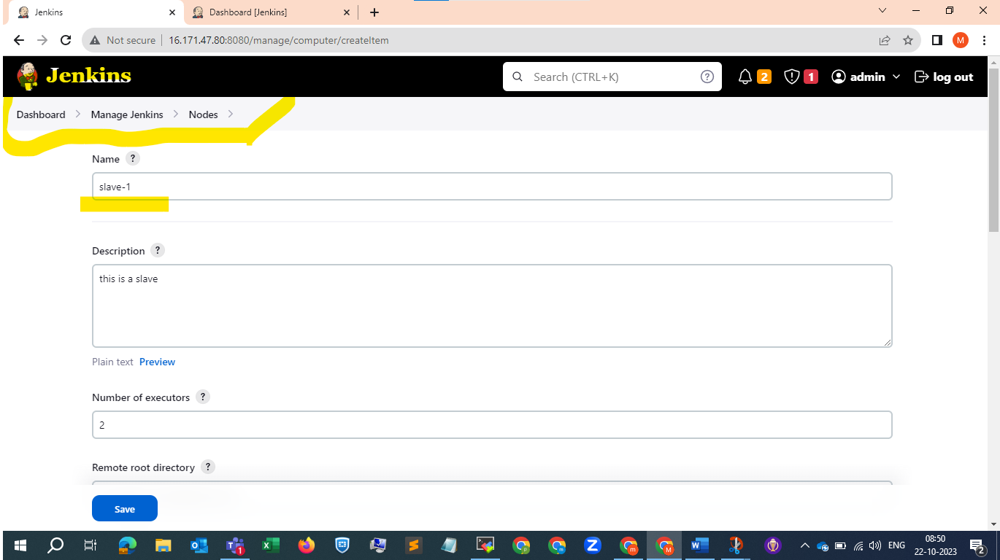 Jenkins
Dashboard [Jenkins]
Not secure
16.171.47.80:8080/manage/computer/createItem
M
Jenkins
Search (CTRL+K)
?
2
1
admin
log out
Dashboard
Manage Jenkins
Nodes
Name ?
slave-1
Description ?
this is a slave
Plain text Preview
Number of executors ?
2
Remote root directory ?
Save
1
ENG
08:50
22-10-2023
2